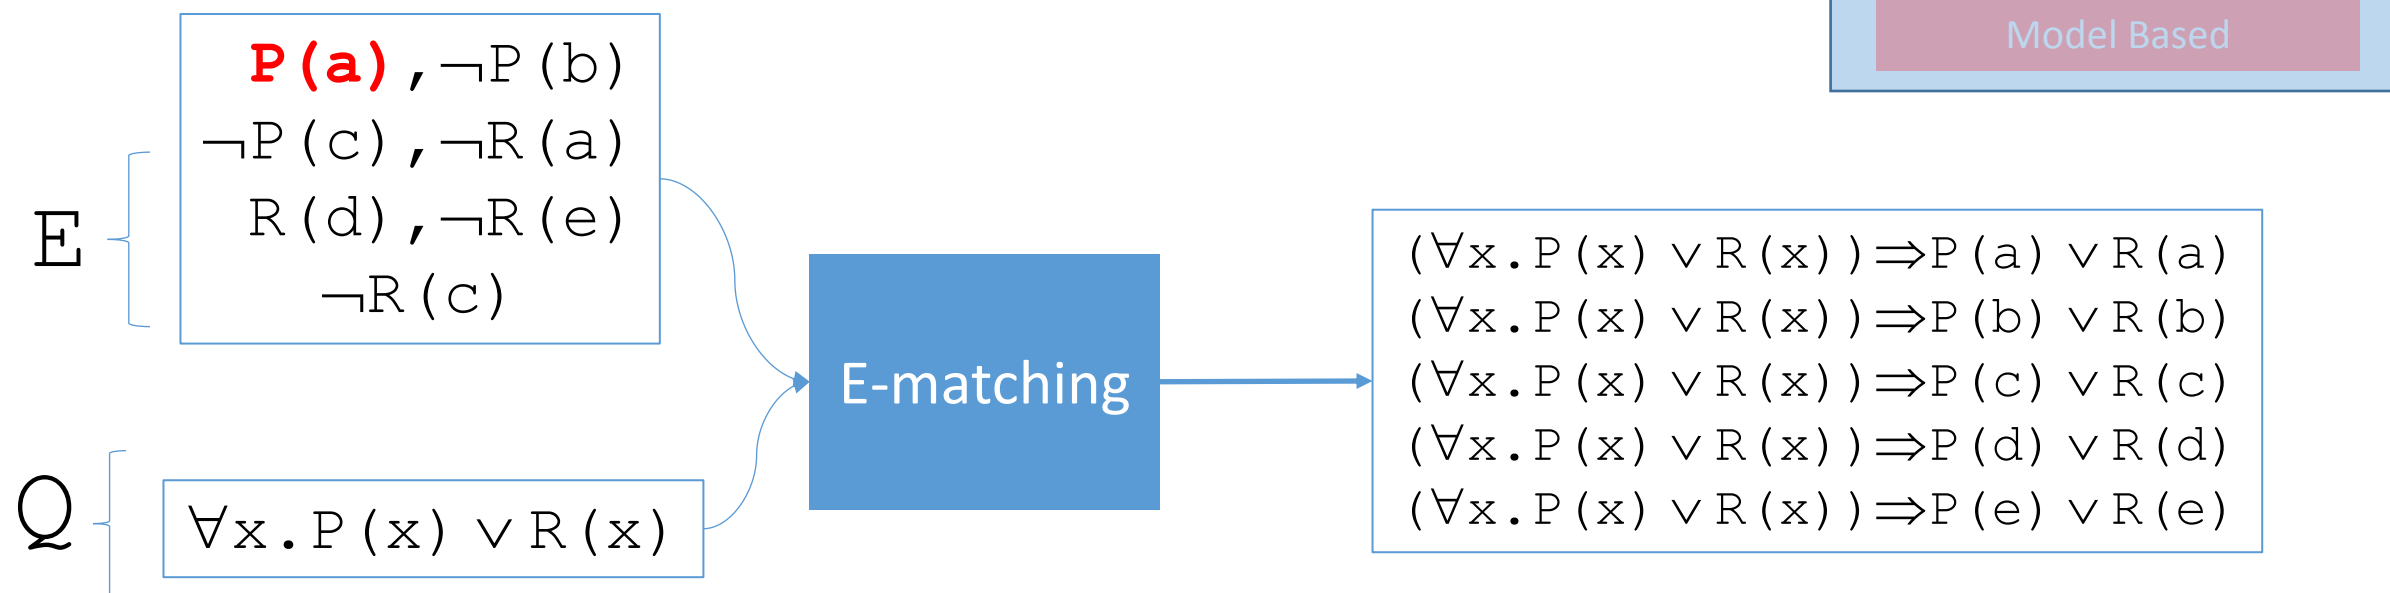 Model Based
P(a),¬P(b)
¬P(c),¬R(a)
R(d),¬R(e)
¬R(c)
E
E-matching
(∀x.P(x)∨R(x))⇒P(a)∨R(a)
(∀x.P(x)∨R(x))⇒P(b)∨R(b)
(∀x.P(x)∨R(x))⇒P(c)∨R(c)
(∀x.P(x)∨R(x))⇒P(d)∨R(d)
(∀x.P(x)∨R(x))⇒P(e)∨R(e)
Q
∀x.P(x)∨R(x)